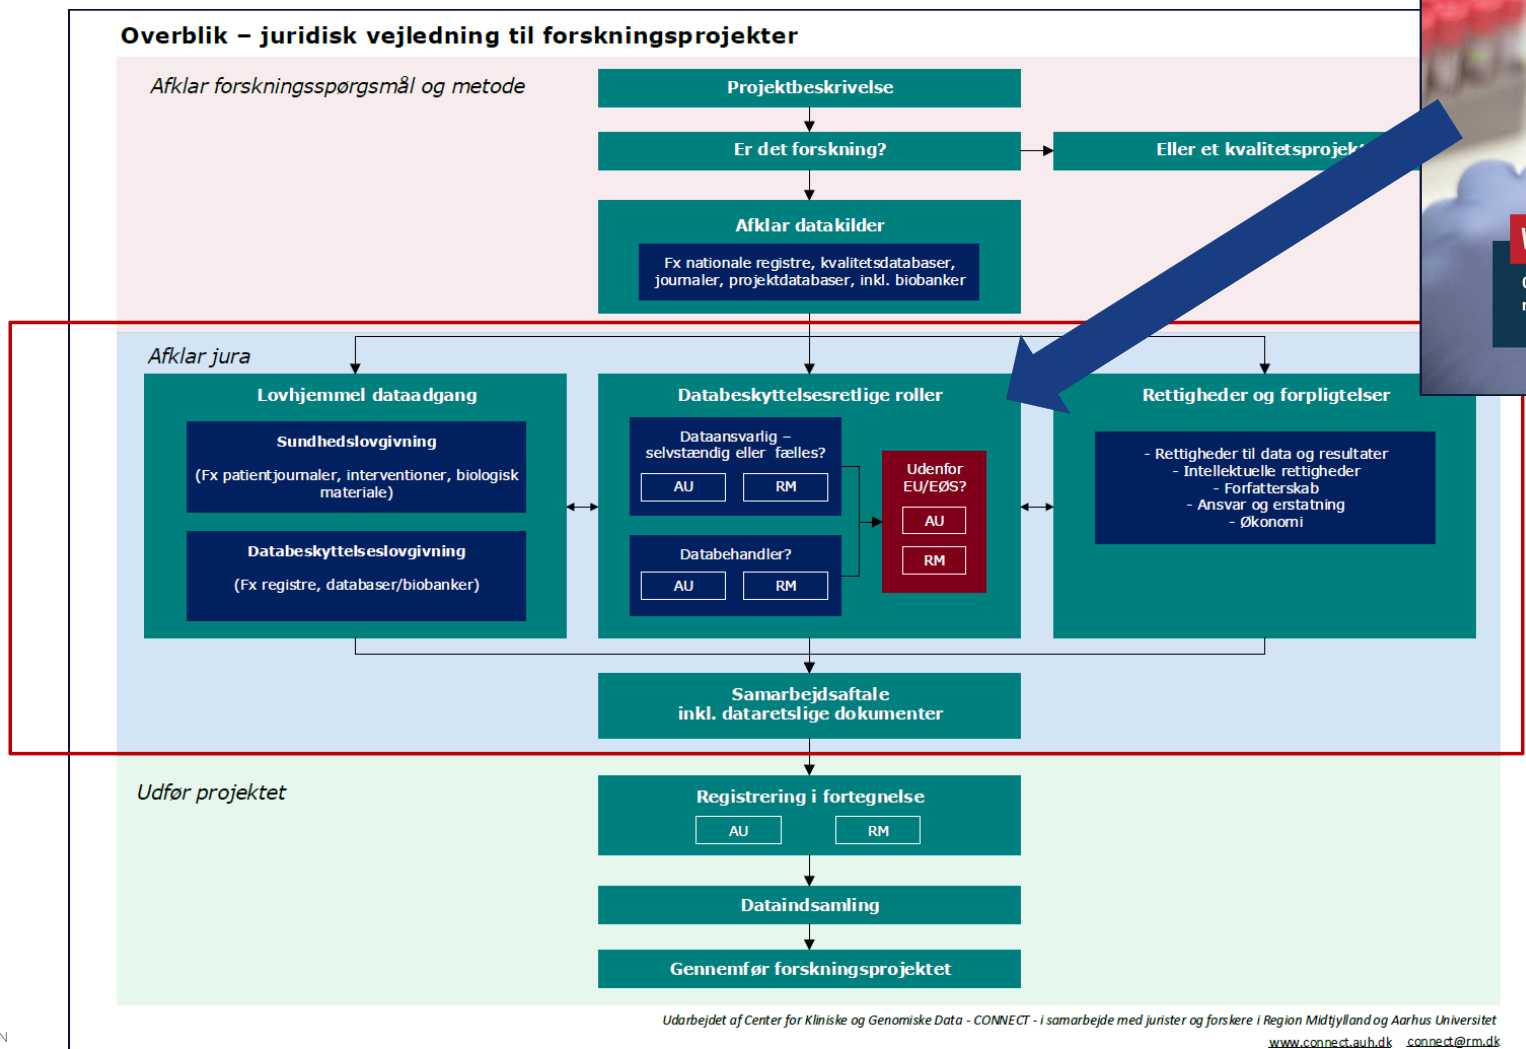 Overblik – juridisk vejledning til forskningsprojekter
Afklar forskningsspørgsmål og metode
Projektbeskrivelse
Er det forskning?
Eller et kvalitetsprojekt
Afklar datakilder
Fx nationale registre, kvalitetsdatabaser,
journaler, projektdatabaser, inkl. biobanker
Afklar jura
Lovhjemmel dataadgang
Sundhedslovgivning
(Fx patientjournaler, interventioner, biologisk
materiale)
Databeskyttelseslovgivning
(Fx registre, databaser/biobanker)
Databeskyttelsesretlige roller
Dataansvarlig –
selvstændig eller fælles?
AU
RM
Databehandler?
AU
RM
Udenfor
EU/EØS?
AU
RM
Rettigheder og forpligtelser
- Rettigheder til data og resultater
- Intellektuelle rettigheder
- Forfatterskab
- Ansvar og erstatning
- Økonomi
Samarbejdsaftale
inkl. dataretslige dokumenter
Udfør projektet
Registrering i fortegnelse
AU
RM
Dataindsamling
Gennemfør forskningsprojektet
Udarbejdet af Center for Kliniske og Genomiske Data - CONNECT - i samarbejde med jurister og forskere i Region Midtjylland og Aarhus Universitet
www.connect.auh.dk connect@rm.dk